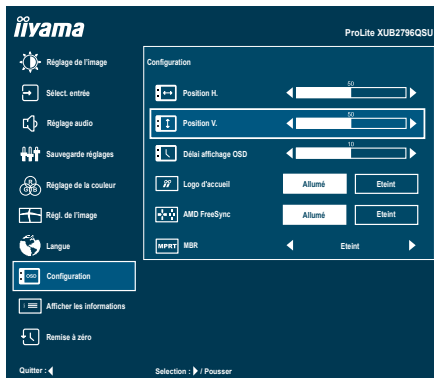 iiyama
ProLite XUB2796QSU
Réglage de l'image
Sélect. entrée
Réglage audio
Sauvegarde réglages
Réglage de la couleur
Régl. de l'image
Langue
OSD Configuration
Afficher les informations
Remise à zéro
Configuration
Position H.
50
Position V.
50
Délai affichage OSD
10
Logo d'accueil
Allumé Eteint
AMD FreeSync
Allumé Eteint
MPRT MBR
Eteint
Quitter :
Selection : / Pousser